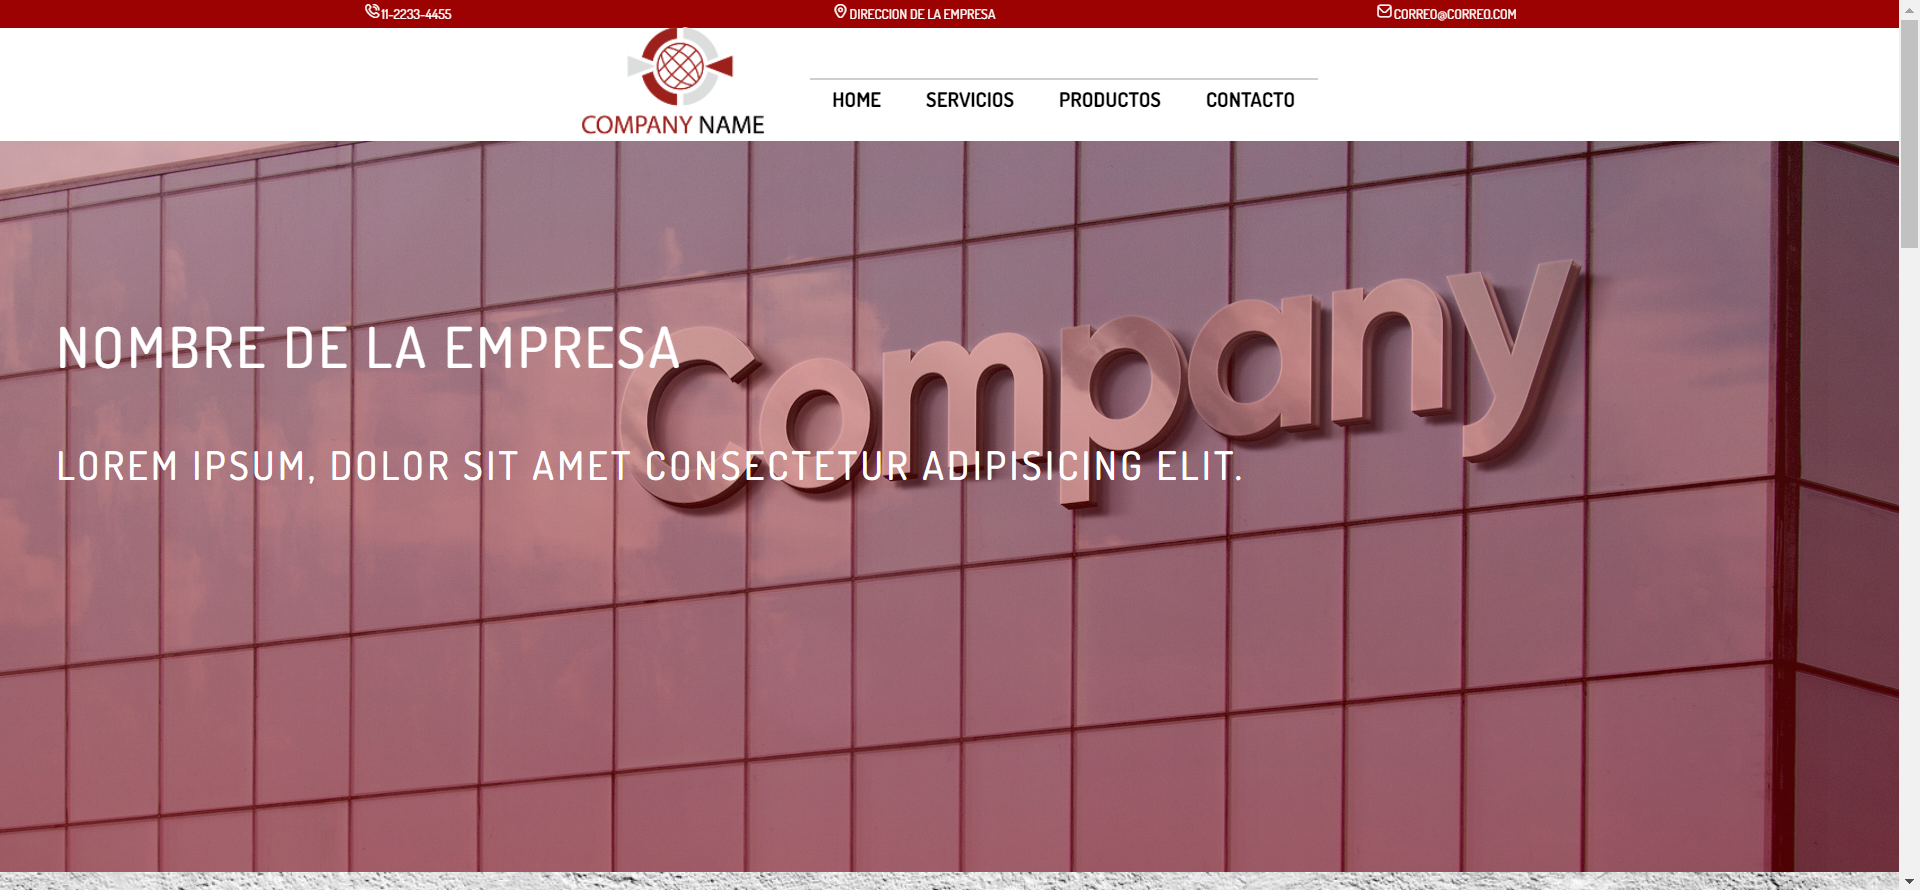 11-2233-4455
DIRECCION DE LA EMPRESA
CORREO@CORREO.COM
COMPANY NAME
HOME
SERVICIOS
PRODUCTOS
CONTACTO
Company
NOMBRE DE LA EMPRESA
LOREM IPSUM, DOLOR SIT AMET CONSECTETUR ADIPISICING ELIT.